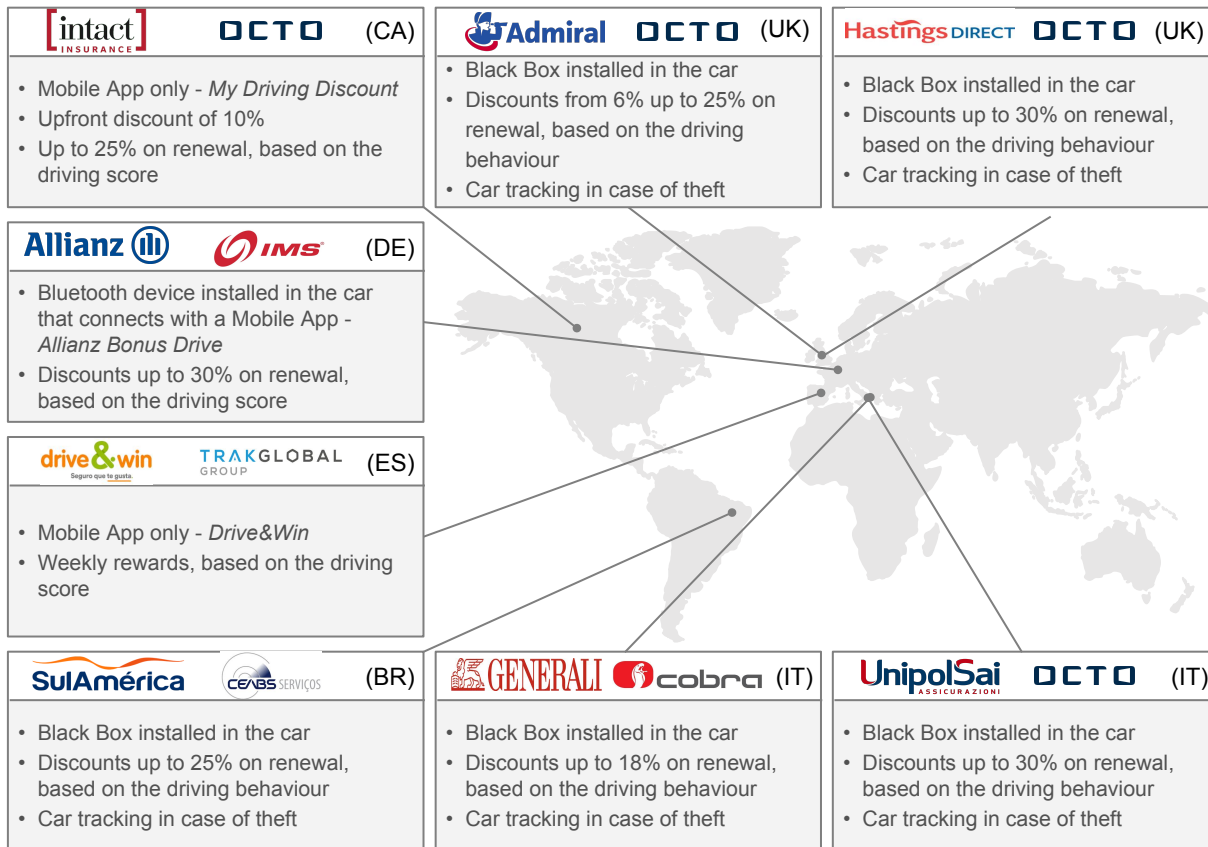 [intact] INSURANCE OCTO (CA)
• Mobile App only - My Driving Discount
• Upfront discount of 10%
• Up to 25% on renewal, based on the
driving score
Admiral OCTO (UK)
• Black Box installed in the car
• Discounts from 6% up to 25% on
renewal, based on the driving
behaviour
• Car tracking in case of theft
Hastings DIRECT OCTO (UK)
• Black Box installed in the car
• Discounts up to 30% on renewal,
based on the driving behaviour
• Car tracking in case of theft
Allianz IMS (DE)
• Bluetooth device installed in the car
that connects with a Mobile App -
Allianz Bonus Drive
• Discounts up to 30% on renewal,
based on the driving score
drive&win TRAKGLOBAL (ES)
Seguro que te gusta. GROUP
• Mobile App only - Drive&Win
• Weekly rewards, based on the driving
score
SulAmérica CEABS SERVIÇOS (BR)
• Black Box installed in the car
• Discounts up to 25% on renewal,
based on the driving behaviour
• Car tracking in case of theft
GENERALI cobra (IT)
• Black Box installed in the car
• Discounts up to 18% on renewal,
based on the driving behaviour
• Car tracking in case of theft
UnipolSai OCTO (IT)
ASSICURAZIONI
• Black Box installed in the car
• Discounts up to 30% on renewal,
based on the driving behaviour
• Car tracking in case of theft